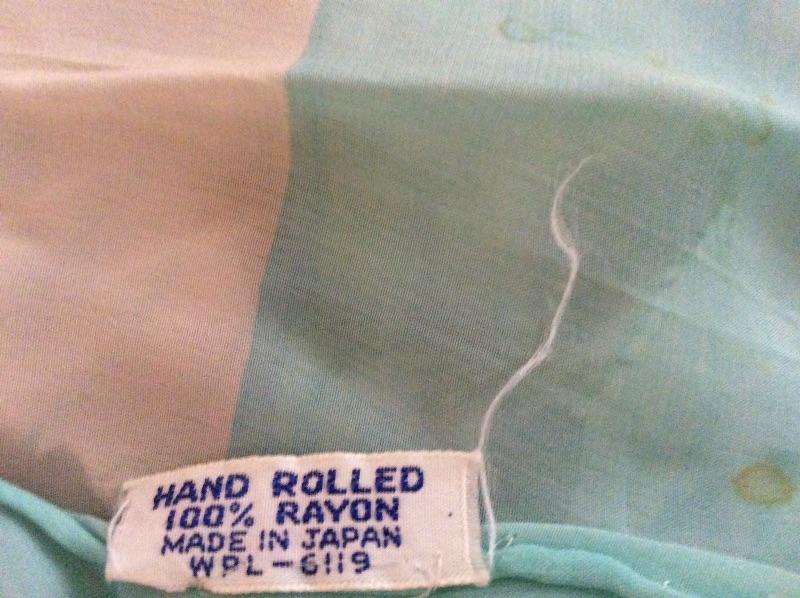 HAND ROLLED
100% RAYON
MADE IN JAPAN
WPL-6119